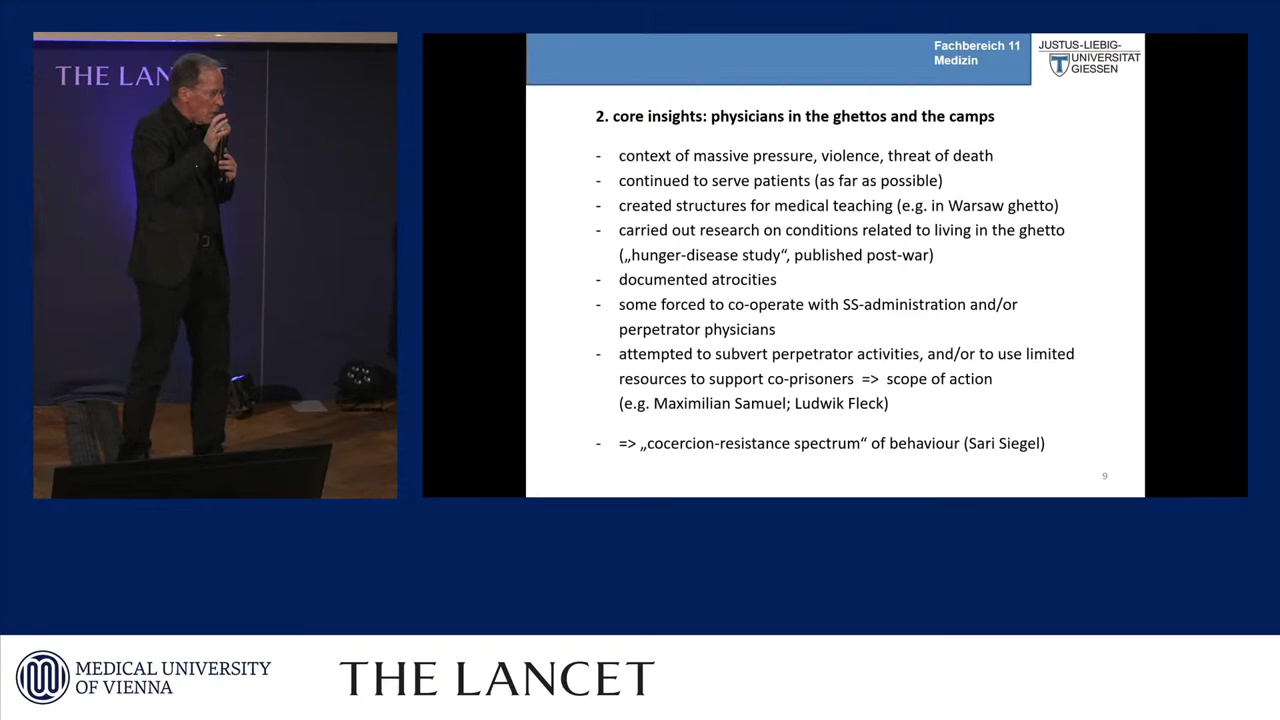 THE LANCET
Fachbereich 11
Medizin
JUSTUS-LIEBIG-
UNIVERSITAT
GIESSEN
2. core insights: physicians in the ghettos and the camps
- context of massive pressure, violence, threat of death
- continued to serve patients (as far as possible)
- created structures for medical teaching (e.g. in Warsaw ghetto)
- carried out research on conditions related to living in the ghetto
(„hunger-disease study“, published post-war)
- documented atrocities
- some forced to co-operate with SS-administration and/or
perpetrator physicians
- attempted to subvert perpetrator activities, and/or to use limited
resources to support co-prisoners => scope of action
(e.g. Maximilian Samuel; Ludwik Fleck)
- => „cocercion-resistance spectrum“ of behaviour (Sari Siegel)
9
MEDICAL UNIVERSITY
OF VIENNA
THE LANCET